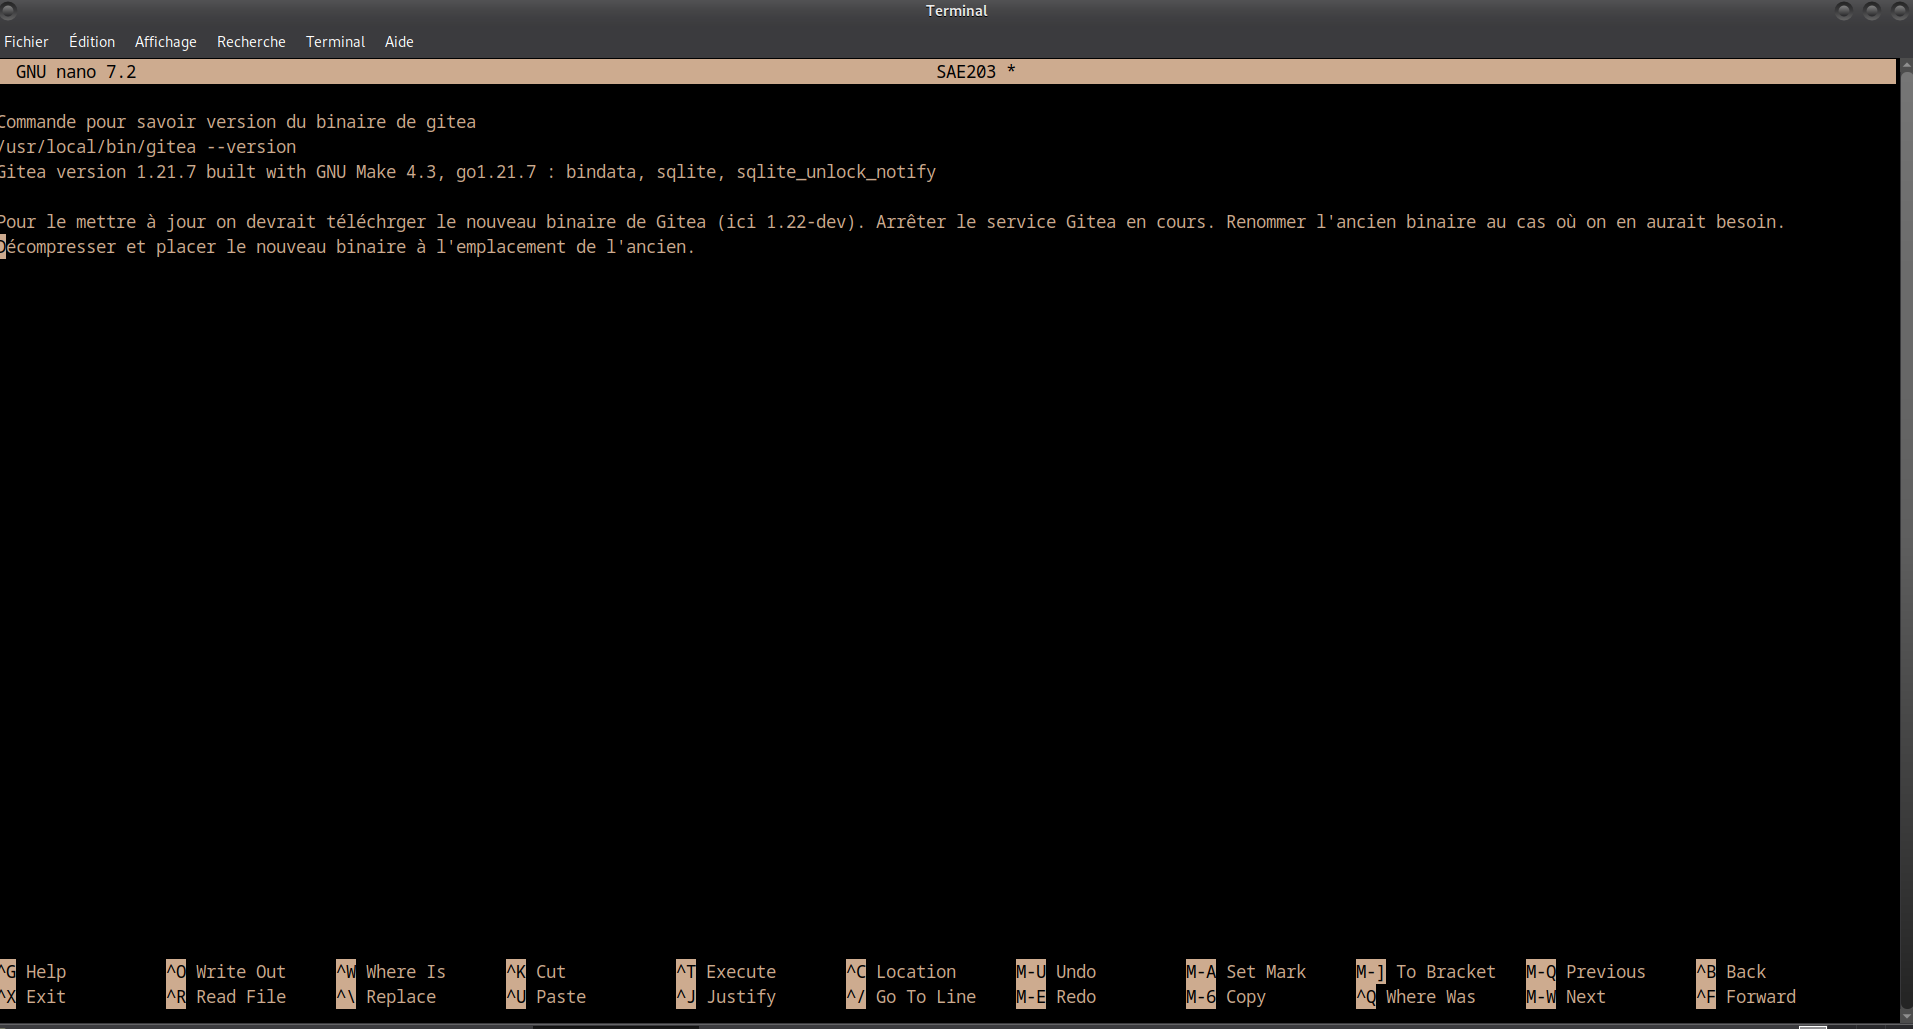 Terminal
Fichier Édition Affichage Recherche Terminal Aide
GNU nano 7.2 SAE203 *
Commande pour savoir version du binaire de gitea
/usr/local/bin/gitea --version
Gitea version 1.21.7 built with GNU Make 4.3, go1.21.7 : bindata, sqlite, sqlite_unlock_notify
Pour le mettre à jour on devrait téléchrger le nouveau binaire de Gitea (ici 1.22-dev). Arrêter le service Gitea en cours. Renommer l'ancien binaire au cas où on en aurait besoin.
Décompresser et placer le nouveau binaire à l'emplacement de l'ancien.
^G Help ^O Write Out ^W Where Is ^K Cut ^T Execute ^C Location M-U Undo M-A Set Mark M-] To Bracket M-Q Previous ^B Back
^X Exit ^R Read File ^\ Replace ^U Paste ^J Justify ^/ Go To Line M-E Redo M-6 Copy ^Q Where Was M-W Next ^F Forward